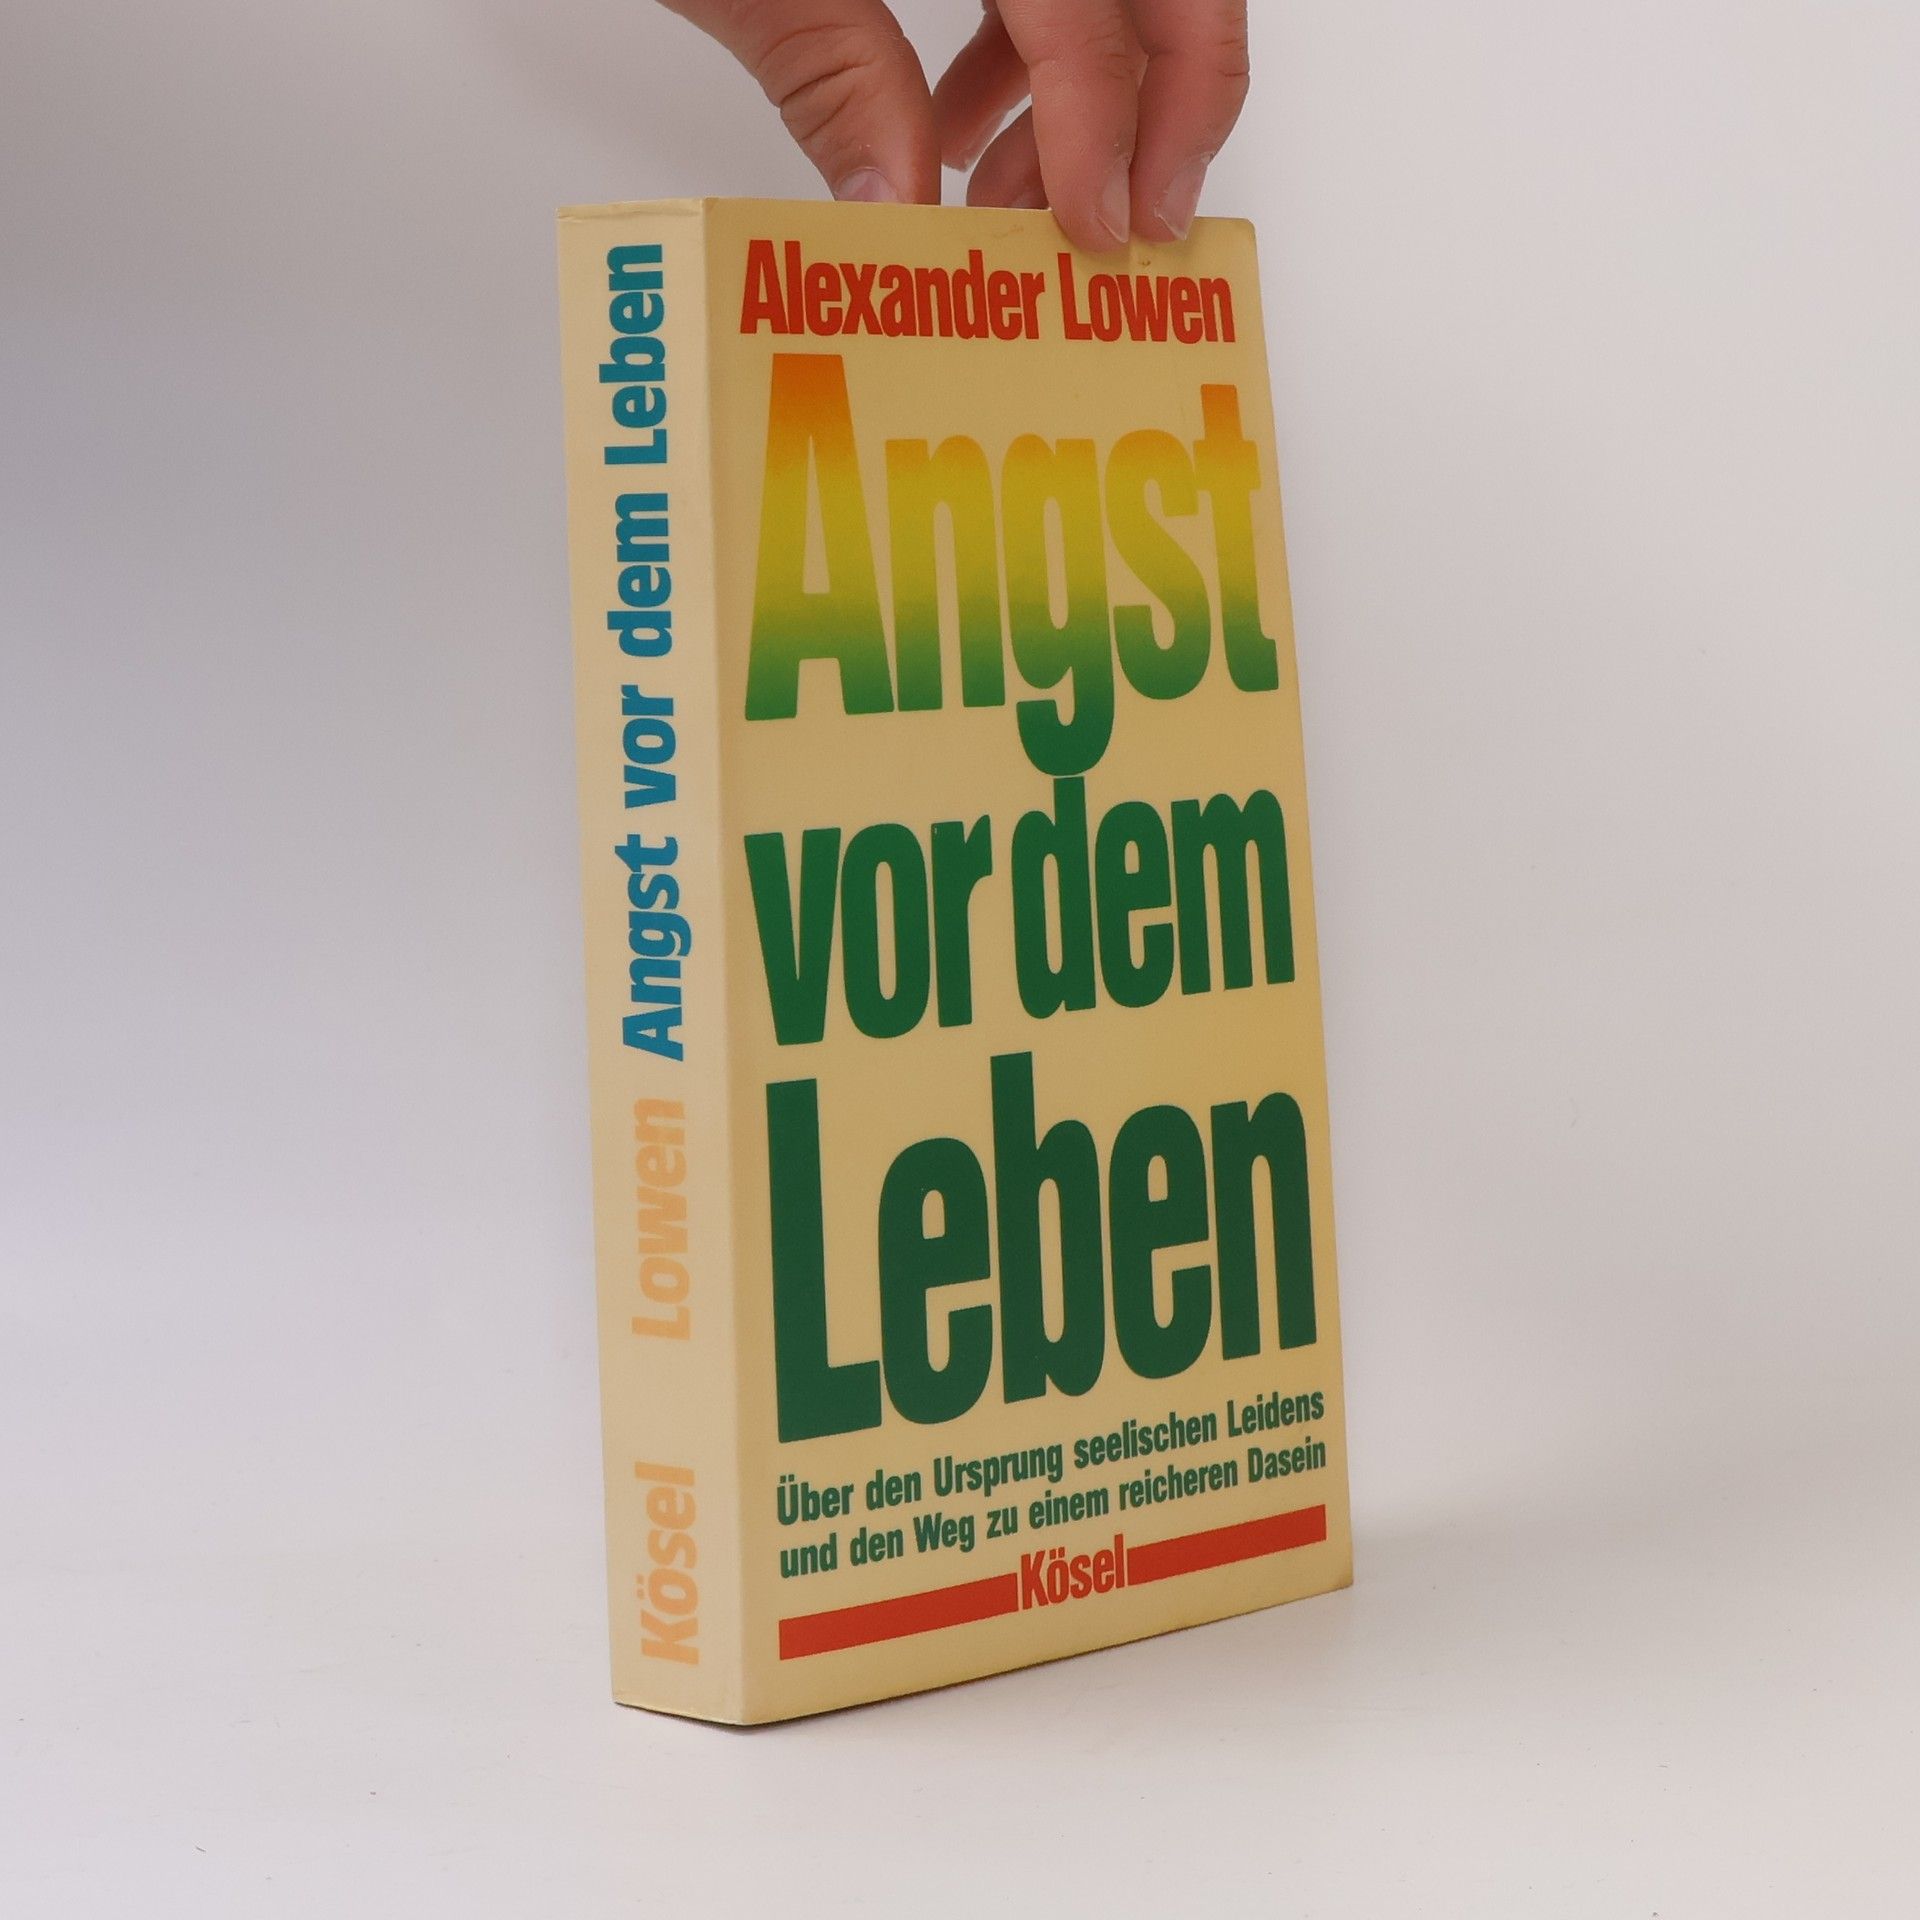 Kösel Lowen Angst vor dem Leben
Alexander Lowen
Angst
vor dem
Leben
Über den Ursprung seelischen Leidens
und den Weg zu einem reicheren Dasein
Kösel